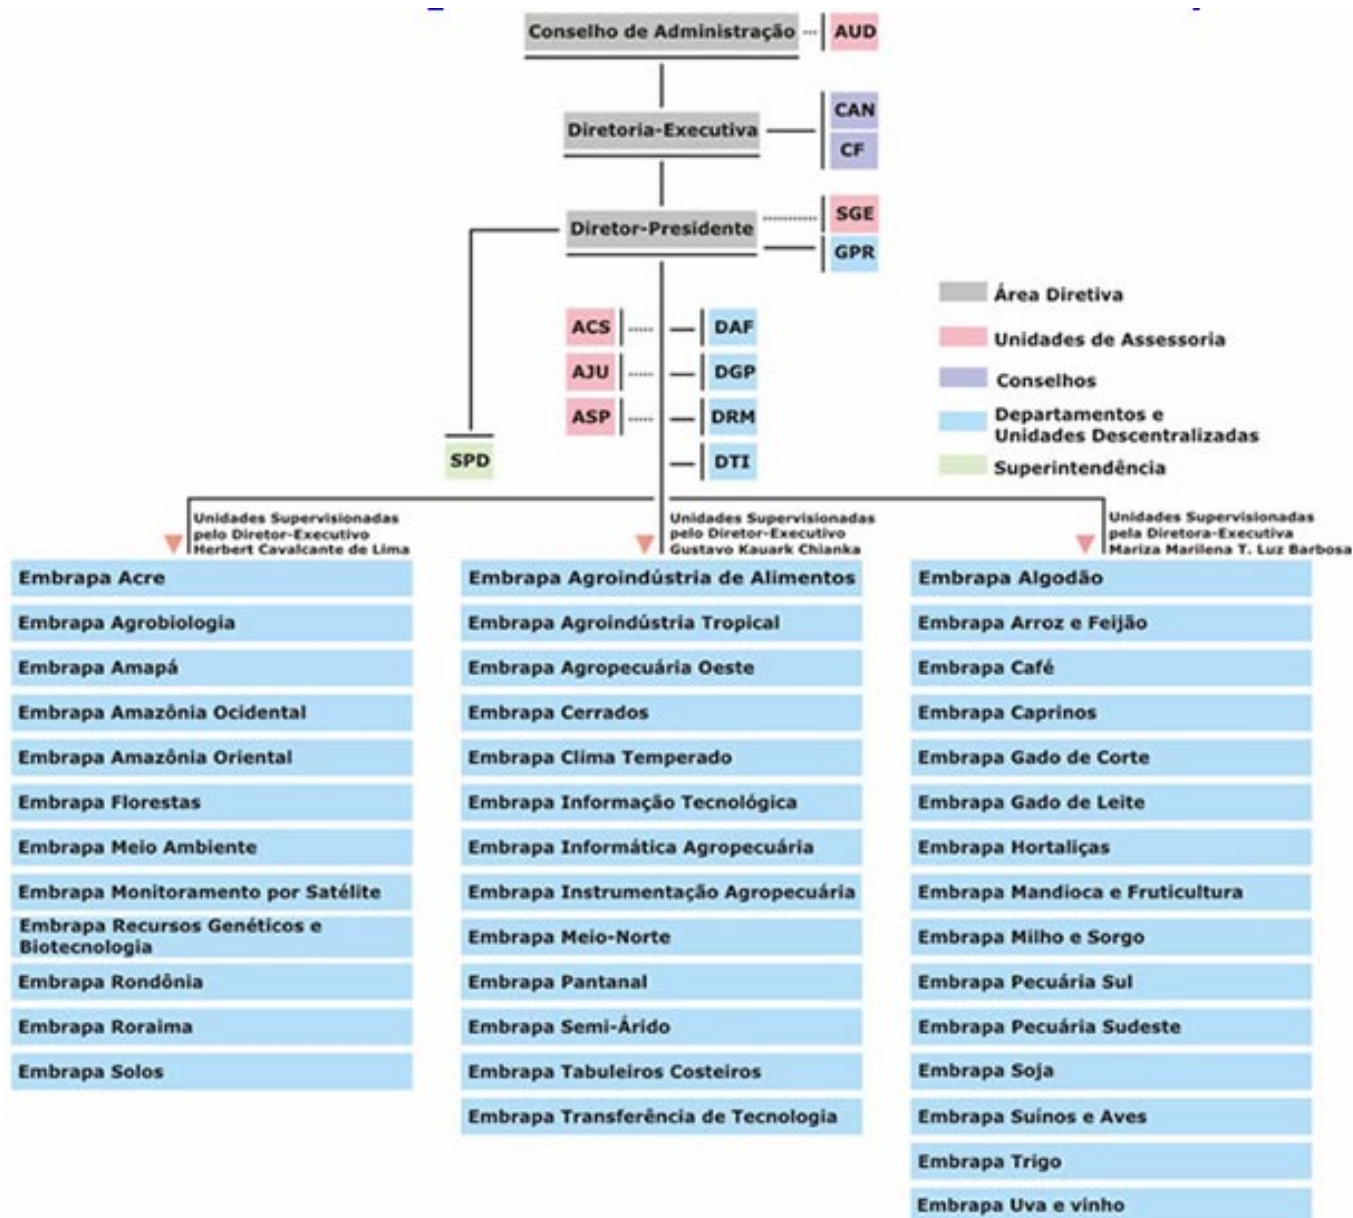 Conselho de Administração
AUD
CAN
Diretoria-Executiva
CF
SGE
Diretor-Presidente
GPR
Área Diretiva
Unidades de Assessoria
Conselhos
Departamentos e
Unidades Descentralizadas
Superintendência
ACS
DAF
AJU
DGP
ASP
DRM
SPD
DTI
Unidades Supervisionadas
pelo Diretor-Executivo
Herbert Cavalcante de Lima
Embrapa Acre
Embrapa Agrobiologia
Embrapa Amapá
Embrapa Amazônia Ocidental
Embrapa Amazônia Oriental
Embrapa Florestas
Embrapa Meio Ambiente
Embrapa Monitoramento por Satélite
Embrapa Recursos Genéticos e
Biotecnologia
Embrapa Rondônia
Embrapa Roraima
Embrapa Solos
Unidades Supervisionadas
pelo Diretor-Executivo
Gustavo Kauark Chianka
Embrapa Agroindústria de Alimentos
Embrapa Agroindústria Tropical
Embrapa Agropecuária Oeste
Embrapa Cerrados
Embrapa Clima Temperado
Embrapa Informação Tecnológica
Embrapa Informática Agropecuária
Embrapa Instrumentação Agropecuária
Embrapa Meio-Norte
Embrapa Pantanal
Embrapa Semi-Árido
Embrapa Tabuleiros Costeiros
Embrapa Transferência de Tecnologia
Unidades Supervisionadas
pela Diretora-Executiva
Mariza Marilena T. Luz Barbosa
Embrapa Algodão
Embrapa Arroz e Feijão
Embrapa Café
Embrapa Caprinos
Embrapa Gado de Corte
Embrapa Gado de Leite
Embrapa Hortaliças
Embrapa Mandioca e Fruticultura
Embrapa Milho e Sorgo
Embrapa Pecuária Sul
Embrapa Pecuária Sudeste
Embrapa Soja
Embrapa Suínos e Aves
Embrapa Trigo
Embrapa Uva e vinho